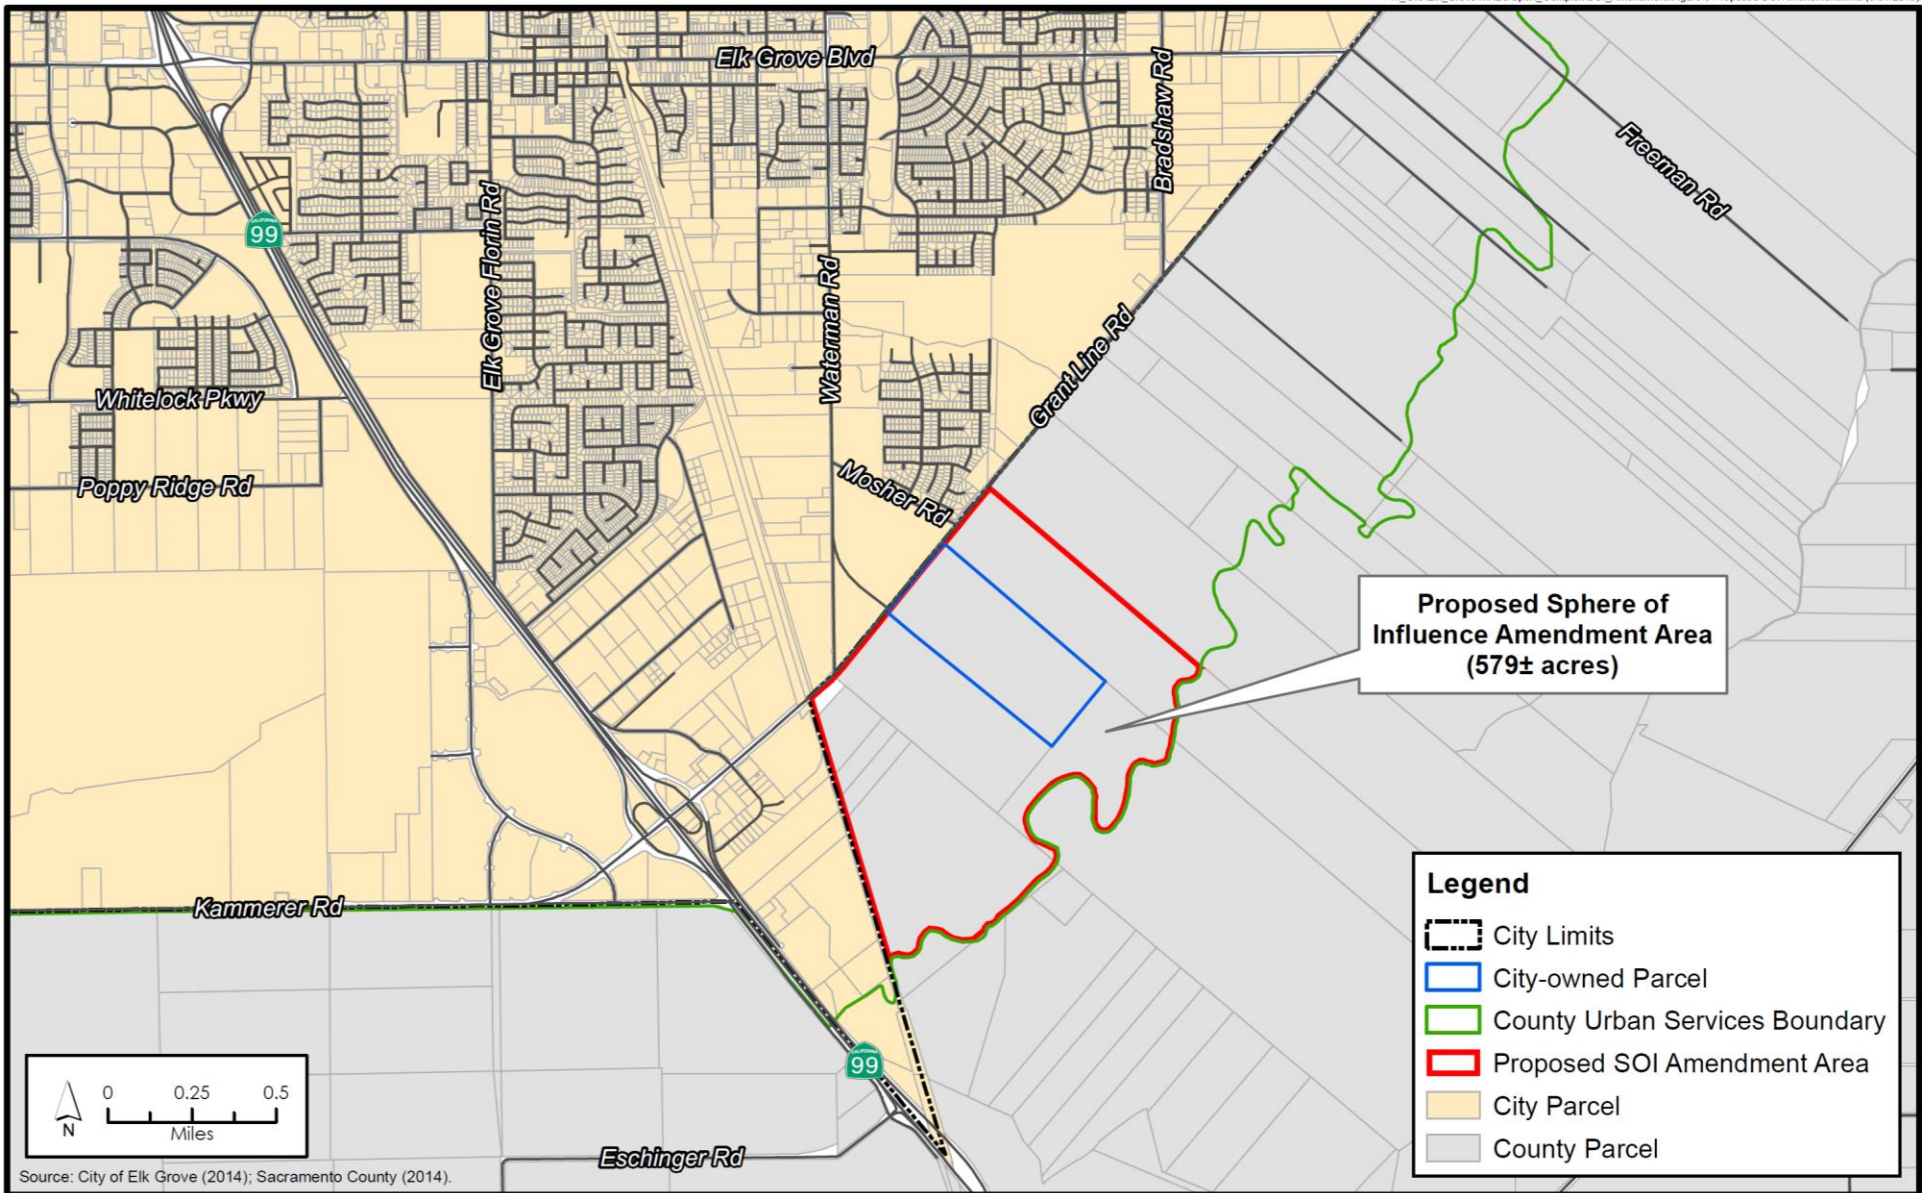 Elk Grove Blvd
Bradshaw Rd
Freeman Rd
CALIFORNIA
99
Elk Grove Florin Rd
Waterman Rd
Grant Line Rd
Whitelock Pkwy
Poppy Ridge Rd
Mosher Rd
Proposed Sphere of
Influence Amendment Area
(579± acres)
Kammerer Rd
CALIFORNIA
99
Eschinger Rd
Legend
City Limits
City-owned Parcel
County Urban Services Boundary
Proposed SOI Amendment Area
City Parcel
County Parcel
N
0 0.25 0.5
Miles
Source: City of Elk Grove (2014); Sacramento County (2014).